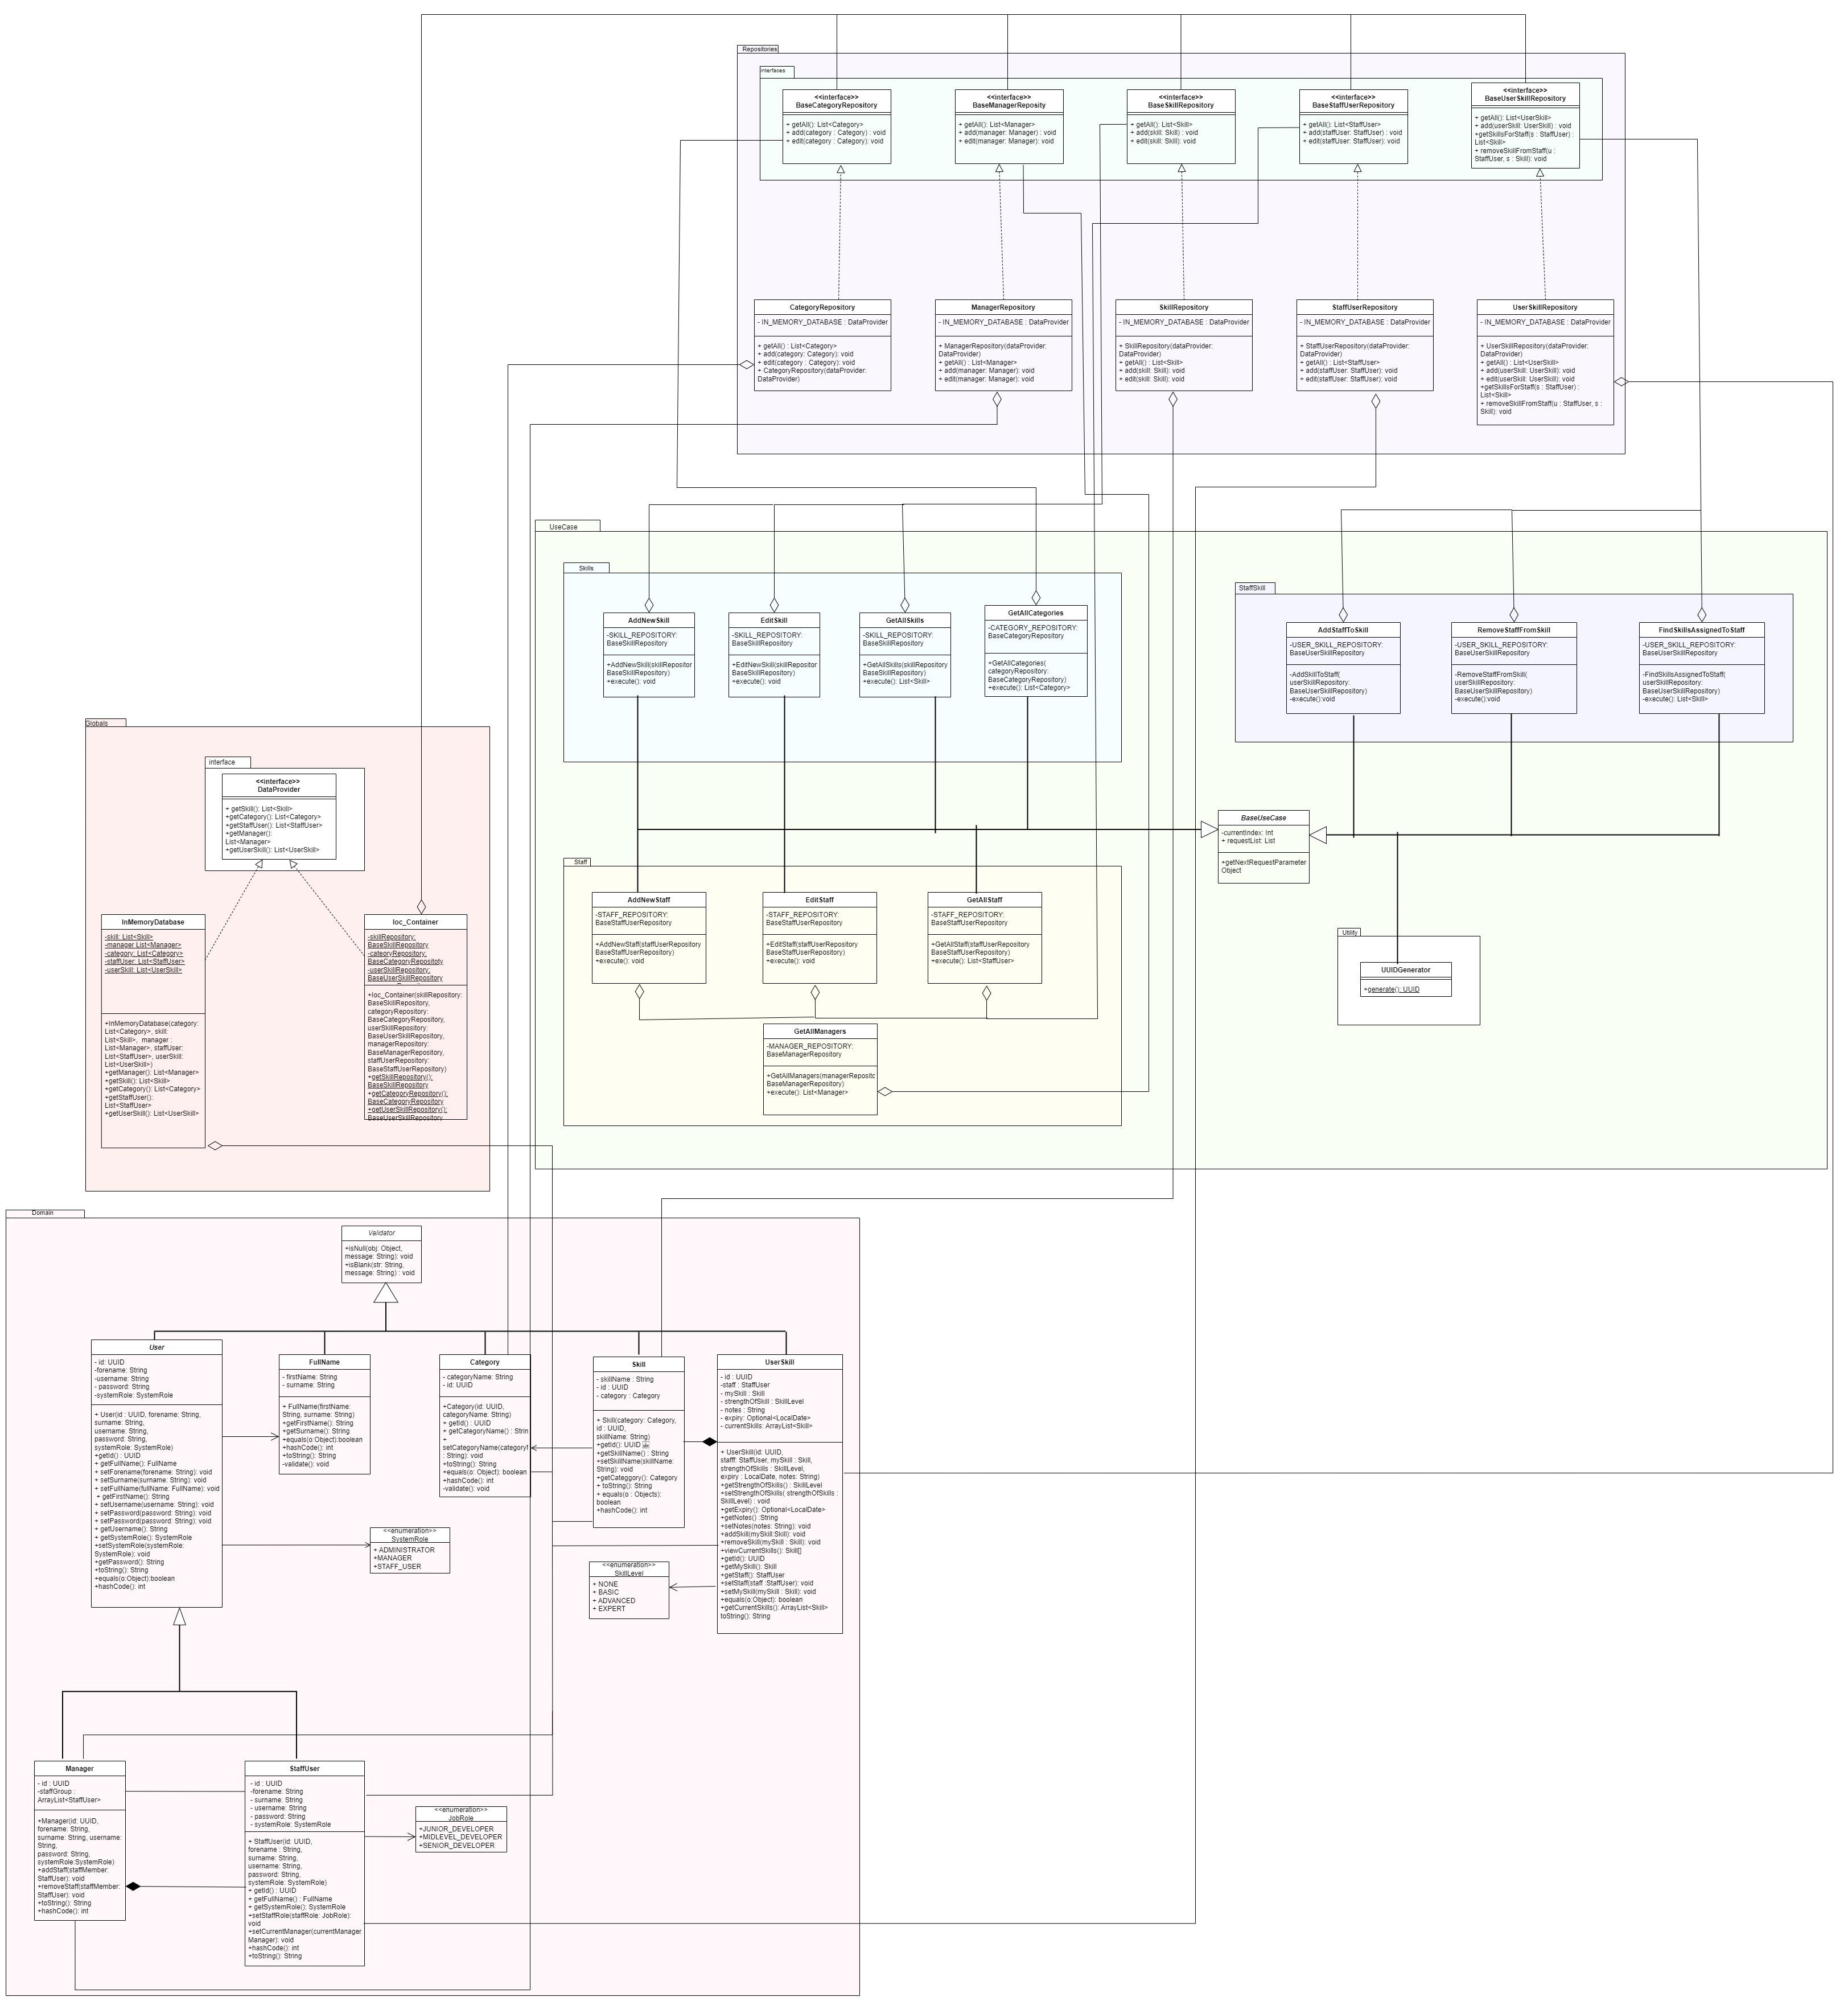 Repositories
interfaces
<<interface>>
BaseCategoryRepository
+ getAll(): List<Category>
+ add(category : Category) : void
+ edit(category : Category): void
<<interface>>
BaseManagerReposity
+ getAll(): List<Manager>
+ add(manager: Manager) : void
+ edit(manager: Manager): void
<<interface>>
BaseSkillRepository
+ getAll(): List<Skill>
+ add(skill: Skill) : void
+ edit(skill: Skill): void
<<interface>>
BaseStaffUserRepository
+ getAll(): List<StaffUser>
+ add(staffUser: StaffUser) : void
+ edit(staffUser: StaffUser): void
<<interface>>
BaseUserSkillRepository
+ getAll(): List<UserSkill>
+ add(userSkill: UserSkill) : void
+getSkillsForStaff(s : StaffUser) :
List<Skill>
+ removeSkillFromStaff(u :
StaffUser, s : Skill): void
CategoryRepository
- IN_MEMORY_DATABASE : DataProvider
+ getAll() : List<Category>
+ add(category: Category): void
+ edit(category : Category): void
+ CategoryRepository(dataProvider:
DataProvider)
ManagerRepository
- IN_MEMORY_DATABASE : DataProvider
+ ManagerRepository(dataProvider:
DataProvider)
+ getAll() : List<Manager>
+ add(manager: Manager): void
+ edit(manager: Manager): void
SkillRepository
- IN_MEMORY_DATABASE : DataProvider
+ SkillRepository(dataProvider:
DataProvider)
+ getAll() : List<Skill>
+ add(skill: Skill): void
+ edit(skill: Skill): void
StaffUserRepository
- IN_MEMORY_DATABASE : DataProvider
+ StaffUserRepository(dataProvider:
DataProvider)
+ getAll() : List<StaffUser>
+ add(staffUser: StaffUser): void
+ edit(staffUser: StaffUser): void
UserSkillRepository
- IN_MEMORY_DATABASE : DataProvider
+ UserSkillRepository(dataProvider:
DataProvider)
+ getAll() : List<UserSkill>
+ add(userSkill: UserSkill): void
+ edit(userSkill: UserSkill): void
+getSkillsForStaff(s : StaffUser) :
List<Skill>
+ removeSkillFromStaff(u : StaffUser, s :
Skill): void
UseCase
Skills
AddNewSkill
-SKILL_REPOSITORY:
BaseSkillRepository
+AddNewSkill(skillRepositor
BaseSkillRepository)
+execute(): void
EditSkill
-SKILL_REPOSITORY:
BaseSkillRepository
+EditNewSkill(skillRepositor
BaseSkillRepository)
+execute(): void
GetAllSkills
-SKILL_REPOSITORY:
BaseSkillRepository
+GetAllSkills(skillRepository
BaseSkillRepository)
+execute(): List<Skill>
GetAllCategories
-CATEGORY_REPOSITORY:
BaseCategoryRepository
+GetAllCategories(
categoryRepository:
BaseCategoryRepository)
+execute(): List<Category>
StaffSkill
AddStaffToSkill
-USER_SKILL_REPOSITORY:
BaseUserSkillRepository
-AddSkillToStaff(
userSkillRepository:
BaseUserSkillRepository)
-execute():void
RemoveStaffFromSkill
-USER_SKILL_REPOSITORY:
BaseUserSkillRepository
-RemoveStaffFromSkill(
userSkillRepository:
BaseUserSkillRepository)
-execute():void
FindSkillsAssignedToStaff
-USER_SKILL_REPOSITORY:
BaseUserSkillRepository
-FindSkillsAssignedToStaff(
userSkillRepository:
BaseUserSkillRepository)
-execute(): List<Skill>
Globals
interface
<<interface>>
DataProvider
+ getSkill(): List<Skill>
+getCategory(): List<Category>
+getStaffUser(): List<StaffUser>
+getManager():
List<Manager>
+getUserSkill(): List<UserSkill>
InMemoryDatabase
-skill: List<Skill>
-manager List<Manager>
-category: List<Category>
-staffUser: List<StaffUser>
-userSkill: List<UserSkill>
+InMemoryDatabase(category:
List<Category>, skill:
List<Skill>, manager :
List<Manager>, staffUser:
List<StaffUser>, userSkill:
List<UserSkill>)
+getManager(): List<Manager>
+getSkill(): List<Skill>
+getCategory(): List<Category>
+getStaffUser():
List<StaffUser>
+getUserSkill(): List<UserSkill>
Ioc_Container
-skillRepository:
BaseSkillRepository
-categoryRepository:
BaseCategoryRepositoty
-userSkillRepository:
BaseUserSkillRepository
+Ioc_Container(skillRepository:
BaseSkillRepository,
categoryRepository:
BaseCategoryRepository,
userSkillRepository:
BaseUserSkillRepository,
managerRepository:
BaseManagerRepository,
staffUserRepository:
BaseStaffUserRepository)
+getSkillRepository():
BaseSkillRepository
+getCategoryRepository():
BaseCategoryRepository
+getUserSkillRepository():
BaseUserSkillRepository
BaseUseCase
-currentIndex: Int
+ requestList: List
+getNextRequestParameter
Object
Staff
AddNewStaff
-STAFF_REPOSITORY:
BaseStaffUserRepository
+AddNewStaff(staffUserRepository
BaseStaffUserRepository)
+execute(): void
EditStaff
-STAFF_REPOSITORY:
BaseStaffUserRepository
+EditStaff(staffUserRepository
BaseStaffUserRepository)
+execute(): void
GetAllStaff
-STAFF_REPOSITORY:
BaseStaffUserRepository
+GetAllStaff(staffUserRepository
BaseStaffUserRepository)
+execute(): List<StaffUser>
GetAllManagers
-MANAGER_REPOSITORY:
BaseManagerRepository
+GetAllManagers(managerRepositc
BaseManagerRepository)
+execute(): List<Manager>
Utility
UUIDGenerator
+generate(): UUID
Domain
Validator
+isNull(obj: Object,
message: String): void
+isBlank(str: String,
message: String) : void
User
- id: UUID
-forename: String
-username: String
- password: String
-systemRole: SystemRole
+ User(id : UUID, forename: String,
surname: String,
username: String,
password: String,
systemRole: SystemRole)
+getId() : UUID
+ getFullName(): FullName
+ setForename(forename: String): void
+ setSurname(surname: String): void
+ setFullName(fullName: FullName): void
+ getFirstName(): String
+ setUsername(username: String): void
+ setPassword(password: String): void
+ setPassword(password: String): void
+ getUsername(): String
+ getSystemRole(): SystemRole
+setSystemRole(systemRole:
SystemRole): void
+getPassword(): String
+toString(): String
+equals(o:Object):boolean
+hashCode(): int
FullName
- firstName: String
- surname: String
+ FullName(firstName:
String, surname: String)
+getFirstName(): String
+getSurname(): String
+equals(o:Object):boolean
+hashCode(): int
+toString(): String
-validate(): void
Category
- categoryName: String
- id: UUID
+Category(id: UUID,
categoryName: String)
+ getId() : UUID
+ getCategoryName() : Strin
+
setCategoryName(category
: String): void
+toString(): String
+equals(o: Object): boolean
+hashCode(): int
-validate(): void
Skill
- skillName : String
- id : UUID
- category : Category
+ Skill(category: Category,
id : UUID,
skillName: String)
+getId(): UUID
+getSkillName() : String
+setSkillName(skillName:
String): void
+getCateggory(): Category
+ toString(): String
+ equals(o : Objects):
boolean
+hashCode(): int
UserSkill
- id : UUID
-staff : StaffUser
- mySkill : Skill
- strengthOfSkill : SkillLevel
- notes : String
- expiry: Optional<LocalDate>
- currentSkills: ArrayList<Skill>
+ UserSkill(id: UUID,
stafff: StaffUser, mySkill : Skill,
strengthOfSkills : SkillLevel,
expiry : LocalDate, notes: String)
+getStrengthOfSkills() : SkillLevel
+setStrengthOfSkills( strengthOfSkills :
SkillLevel) : void
+getExpiry(): Optional<LocalDate>
+getNotes() :String
+setNotes(notes: String): void
+addSkill(mySkill:Skill): void
+removeSkill(mySkill : Skill): void
+viewCurrentSkills(): Skill[]
+getId(): UUID
+getMySkill(): Skill
+getStaff(): StaffUser
+setStaff(staff :StaffUser): void
+setMySkill(mySkill : Skill): void
+equals(o:Object): boolean
+getCurrentSkills(): ArrayList<Skill>
toString(): String
<<enumeration>>
SystemRole
+ ADMINISTRATOR
+MANAGER
+STAFF_USER
<<enumeration>>
SkillLevel
+ NONE
+ BASIC
+ ADVANCED
+ EXPERT
Manager
- id : UUID
-staffGroup :
ArrayList<StaffUser>
+Manager(id: UUID,
forename: String,
surname: String, username:
String,
password: String,
systemRole:SystemRole)
+addStaff(staffMember:
StaffUser): void
+removeStaff(staffMember:
StaffUser): void
+toString(): String
+hashCode(): int
StaffUser
- id : UUID
-forename: String
- surname: String
- username: String
- password: String
- systemRole: SystemRole
+ StaffUser(id: UUID,
forename : String,
surname: String,
username: String,
password: String,
systemRole: SystemRole)
+ getId() : UUID
+ getFullName() : FullName
+ getSystemRole(): SystemRole
+setStaffRole(staffRole: JobRole):
void
+setCurrentManager(currentManager
Manager): void
+hashCode(): int
+toString(): String
<<enumeration>>
JobRole
+JUNIOR_DEVELOPER
+MIDLEVEL_DEVELOPER
+SENIOR_DEVELOPER